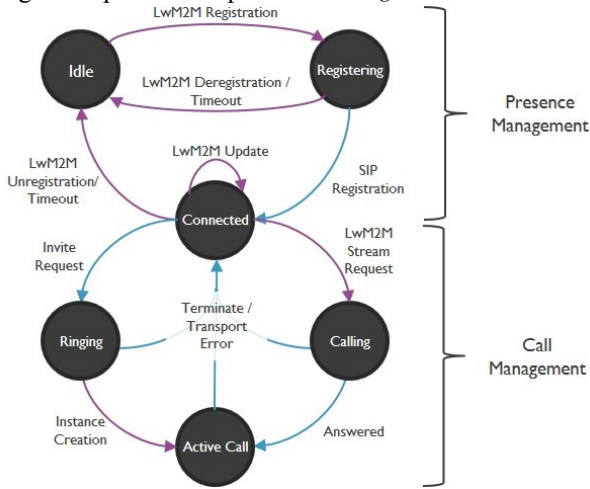 LwM2M Registration
Idle
Registering
LwM2M Deregistration /
Timeout
Presence
Management
LwM2M Update
LwM2M
Unregistration/
Timeout
SIP
Registration
Connected
Invite
Request
LwM2M
Stream
Request
Terminate /
Transport
Error
Ringing
Calling
Call
Management
Instance
Creation
Answered
Active Call